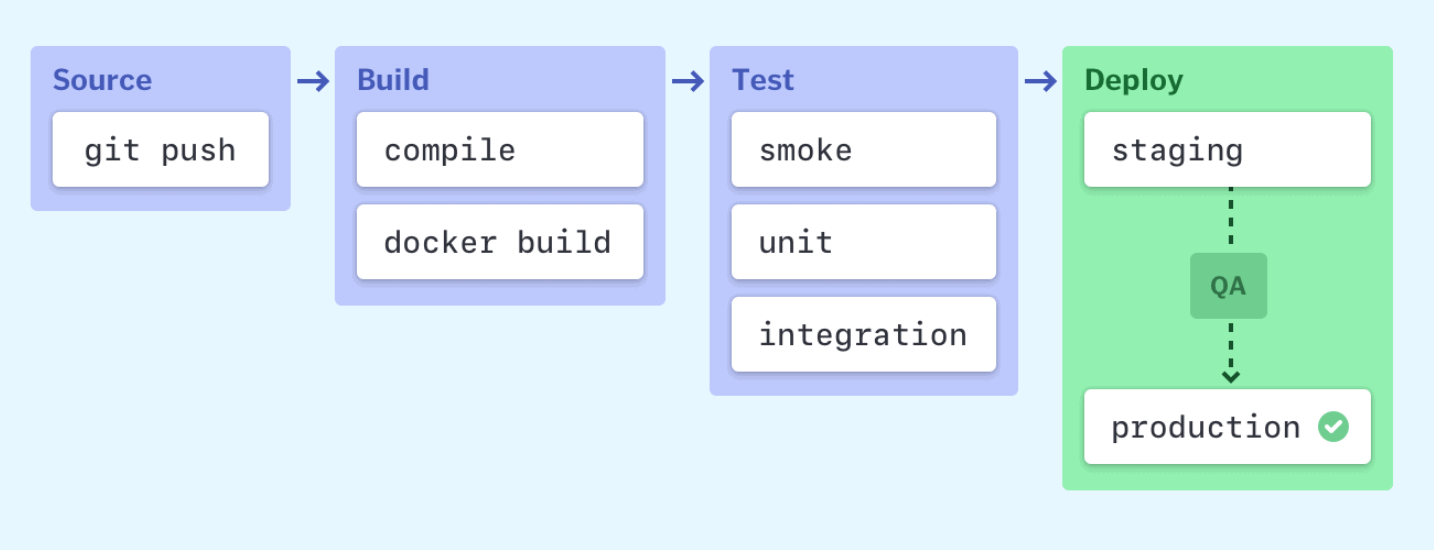 Source
git push
Build
compile
docker build
Test
smoke
unit
integration
Deploy
staging
QA
production